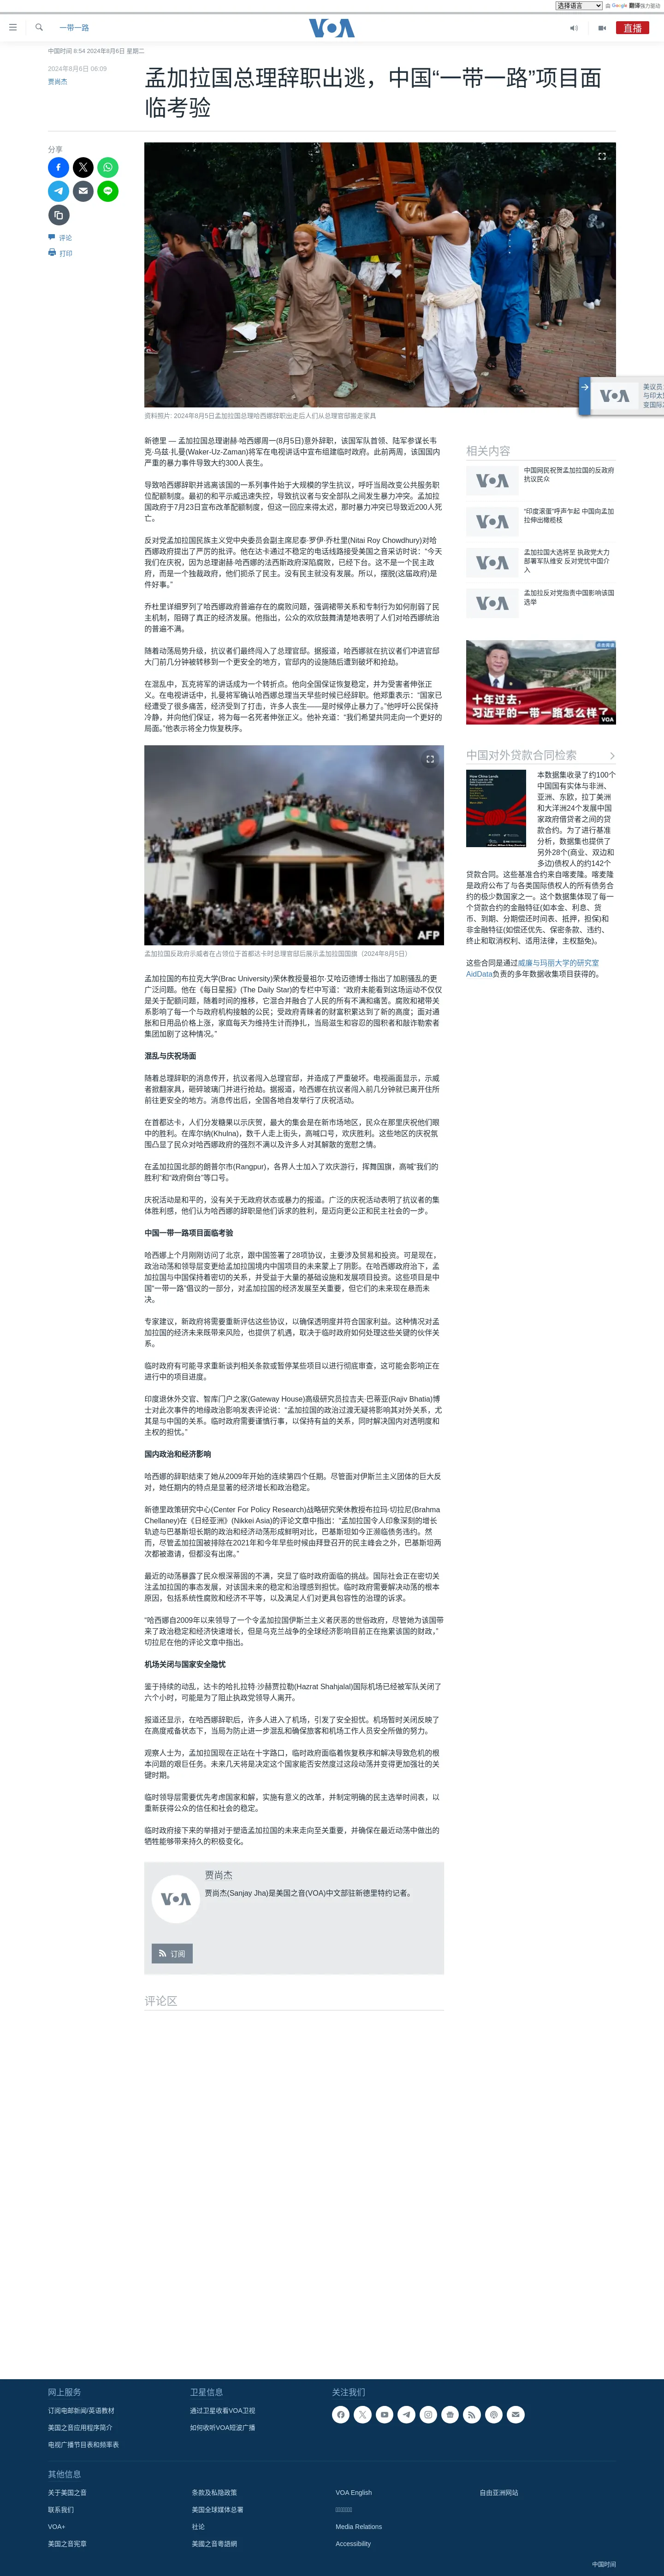 选择语言
由 Google 翻译强力驱动
一带一路
VOA
直播
中国时间 8:54 2024年8月6日 星期二
2024年8月6日 06:09
贾尚杰
孟加拉国总理辞职出逃，中国“一带一路”项目面
临考验
分享
评论
打印
资料照片: 2024年8月5日孟加拉国总理哈西娜辞职出走后人们从总理官邸搬走家具
新德里 — 孟加拉国总理谢赫·哈西娜周一(8月5日)意外辞职，该国军队首领、陆军参谋长韦
克·乌兹·扎曼(Waker-Uz-Zaman)将军在电视讲话中宣布组建临时政府。此前两周，该国国内
严重的暴力事件导致大约300人丧生。
导致哈西娜辞职并逃离该国的一系列事件始于大规模的学生抗议，呼吁当局改变公共服务职
位配额制度。最初的和平示威迅速失控，导致抗议者与安全部队之间发生暴力冲突。孟加拉
国政府于7月23日宣布改革配额制度，但这一回应来得太迟，那时暴力冲突已导致近200人死
亡。
反对党孟加拉国民族主义党中央委员会副主席尼泰·罗伊·乔杜里(Nitai Roy Chowdhury)对哈
西娜政权提出了严厉的批评。他在达卡通过不稳定的电话线路接受美国之音采访时说：“今天
我们在庆祝，因为总理谢赫·哈西娜的法西斯政府深陷腐败，已经下台。这不是一个民主政
府，而是一个独裁政府，他们扼杀了民主。没有民主就没有发展。所以，摆脱(这届政府)是
件好事。”
乔杜里详细罗列了哈西娜政府普遍存在的腐败问题，强调裙带关系和专制行为如何削弱了民
主机制，阻碍了真正的经济发展。他指出，公众的欢欣鼓舞清楚地表明了人们对哈西娜统治
的普遍不满。
随着动荡局势升级，抗议者们最终闯入了总理官邸。据报道，哈西娜就在抗议者们冲进官邸
大门前几分钟被转移到一个更安全的地方，官邸内的设施随后遭到破坏和抢劫。
在混乱中，瓦克将军的讲话成为一个转折点。他向全国保证恢复稳定，并为受害者伸张正
义。在电视讲话中，扎曼将军确认哈西娜总理当天早些时候已经辞职。他郑重表示：“国家已
经遭受了很多痛苦，经济受到了打击，许多人丧生——是时候停止暴力了。”他呼吁公民保持
冷静，并向他们保证，将为每一名死者伸张正义。他补充道：“我们希望共同走向一个更好的
局面。”他表示将全力恢复秩序。
AFP
孟加拉国反政府示威者在占领位于首都达卡时总理官邸后展示孟加拉国国旗（2024年8月5日）
孟加拉国的布拉克大学(Brac University)荣休教授曼祖尔·艾哈迈德博士指出了加剧骚乱的更
广泛问题。他在《每日星报》(The Daily Star)的专栏中写道：“政府未能看到这场运动不仅仅
是关于配额问题，随着时间的推移，它混合并融合了人民的所有不满和痛苦。腐败和裙带关
系影响了每一个与政府机构接触的公民；受政府青睐者的财富积累达到了新的高度；面对通
胀和日用品价格上涨，家庭每天为维持生计而挣扎，当局滋生和容忍的囤积者和敲诈勒索者
集团加剧了这种情况。”
混乱与庆祝场面
随着总理辞职的消息传开，抗议者闯入总理官邸，并造成了严重破坏。电视画面显示，示威
者掀翻家具，砸碎玻璃门并进行抢劫。据报道，哈西娜在抗议者闯入前几分钟就已离开住所
前往更安全的地方。消息传出后，全国各地自发举行了庆祝活动。
在首都达卡，人们分发糖果以示庆贺，最大的集会是在新市场地区，民众在那里庆祝他们眼
中的胜利。在库尔纳(Khulna)，数千人走上街头，高喊口号，欢庆胜利。这些地区的庆祝氛
围凸显了民众对哈西娜政府的强烈不满以及许多人对其解散的宽慰之情。
在孟加拉国北部的朗普尔市(Rangpur)，各界人士加入了欢庆游行，挥舞国旗，高喊“我们的
胜利”和“政府倒台”等口号。
庆祝活动是和平的，没有关于无政府状态或暴力的报道。广泛的庆祝活动表明了抗议者的集
体胜利感，他们认为哈西娜的辞职是他们诉求的胜利，是迈向更公正和民主社会的一步。
中国一带一路项目面临考验
哈西娜上个月刚刚访问了北京，跟中国签署了28项协议，主要涉及贸易和投资。可是现在，
政治动荡和领导层变更给孟加拉国境内中国项目的未来蒙上了阴影。在哈西娜政府治下，孟
加拉国与中国保持着密切的关系，并受益于大量的基础设施和发展项目投资。这些项目是中
国“一带一路”倡议的一部分，对孟加拉国的经济发展至关重要，但它们的未来现在悬而未
决。
专家建议，新政府将需要重新评估这些协议，以确保透明度并符合国家利益。这种情况对孟
加拉国的经济未来既带来风险，也提供了机遇，取决于临时政府如何处理这些关键的伙伴关
系。
临时政府有可能寻求重新谈判相关条款或暂停某些项目以进行彻底审查，这可能会影响正在
进行中的项目进度。
印度退休外交官、智库门户之家(Gateway House)高级研究员拉吉夫·巴蒂亚(Rajiv Bhatia)博
士对此次事件的地缘政治影响发表评论说：“孟加拉国的政治过渡无疑将影响其对外关系，尤
其是与中国的关系。临时政府需要谨慎行事，以保持有益的关系，同时解决国内对透明度和
主权的担忧。”
国内政治和经济影响
哈西娜的辞职结束了她从2009年开始的连续第四个任期。尽管面对伊斯兰主义团体的巨大反
对，她任期内的特点是显著的经济增长和政治稳定。
新德里政策研究中心(Center For Policy Research)战略研究荣休教授布拉玛·切拉尼(Brahma
Chellaney)在《日经亚洲》(Nikkei Asia)的评论文章中指出：“孟加拉国令人印象深刻的增长
轨迹与巴基斯坦长期的政治和经济动荡形成鲜明对比，巴基斯坦如今正濒临债务违约。然
而，尽管孟加拉国被排除在2021年和今年早些时候由拜登召开的民主峰会之外，巴基斯坦两
次都被邀请，但都没有出席。”
最近的动荡暴露了民众根深蒂固的不满，突显了临时政府面临的挑战。国际社会正在密切关
注孟加拉国的事态发展，对该国未来的稳定和治理感到担忧。临时政府需要解决动荡的根本
原因，包括系统性腐败和经济不平等，以及满足人们对更具包容性的治理的诉求。
“哈西娜自2009年以来领导了一个令孟加拉国伊斯兰主义者厌恶的世俗政府，尽管她为该国带
来了政治稳定和经济快速增长，但是乌克兰战争的全球经济影响目前正在拖累该国的财政，”
切拉尼在他的评论文章中指出。
机场关闭与国家安全隐忧
鉴于持续的动乱，达卡的哈扎拉特·沙赫贾拉勒(Hazrat Shahjalal)国际机场已经被军队关闭了
六个小时，可能是为了阻止执政党领导人离开。
报道还显示，在哈西娜辞职后，许多人进入了机场，引发了安全担忧。机场暂时关闭反映了
在高度戒备状态下，当局为防止进一步混乱和确保旅客和机场工作人员安全所做的努力。
观察人士为，孟加拉国现在正站在十字路口，临时政府面临着恢复秩序和解决导致危机的根
本问题的艰巨任务。未来几天将是决定这个国家能否安然度过这段动荡并变得更加强壮的关
键时期。
临时领导层需要优先考虑国家和解，实施有意义的改革，并制定明确的民主选举时间表，以
重新获得公众的信任和社会的稳定。
临时政府接下来的举措对于塑造孟加拉国的未来走向至关重要，并确保在最近动荡中做出的
牺牲能够带来持久的积极变化。
贾尚杰
VOA
贾尚杰(Sanjay Jha)是美国之音(VOA)中文部驻新德里特约记者。
订阅
评论区
VOA
美议员:
与印太
变国际
相关内容
VOA
中国网民祝贺孟加拉国的反政府
抗议民众
VOA
“印度滚蛋”呼声乍起 中国向孟加
拉伸出橄榄枝
VOA
孟加拉国大选将至 执政党大力
部署军队维安 反对党忧中国介
入
VOA
孟加拉反对党指责中国影响该国
选举
点击阅读
十年过去，
习近平的一带一路怎么样了
VOA
中国对外贷款合同检索
How China Lends
本数据集收录了约100个
中国国有实体与非洲、
亚洲、东欧，拉丁美洲
和大洋洲24个发展中国
家政府借贷者之间的贷
款合约。为了进行基准
分析，数据集也提供了
另外28个(商业、双边和
多边)债权人的约142个
贷款合同。这些基准合约来自喀麦隆。喀麦隆
是政府公布了与各类国际债权人的所有债务合
约的极少数国家之一。这个数据集体现了每一
个贷款合约的金融特征(如本金、利息、货
币、到期、分期偿还时间表、抵押，担保)和
非金融特征(如偿还优先、保密条款、违约、
终止和取消权利、适用法律，主权豁免)。
这些合同是通过威廉与玛丽大学的研究室
AidData负责的多年数据收集项目获得的。
网上服务
订阅电邮新闻/英语教材
美国之音应用程序简介
电视广播节目表和频率表
卫星信息
通过卫星收看VOA卫视
如何收听VOA短波广播
关注我们
其他信息
关于美国之音
联系我们
VOA+
美国之音宪章
条款及私隐政策
美国全球媒体总署
社论
美國之音粵語網
VOA English
Media Relations
Accessibility
自由亚洲网站
中国时间